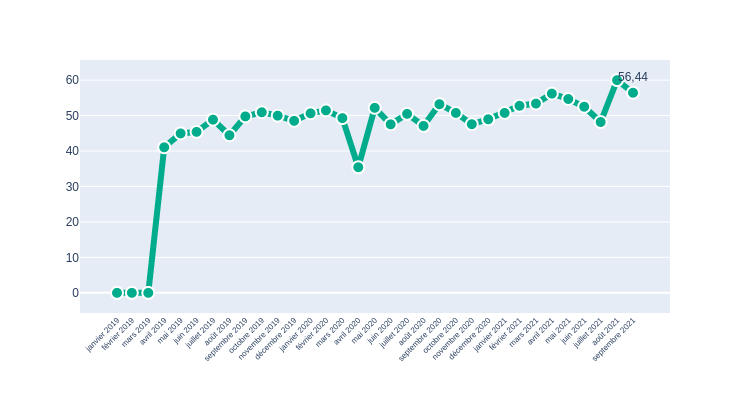 56,44
60
50
40
30
20
10
0
janvier 2019
février 2019
mars 2019
avril 2019
mai 2019
juin 2019
juillet 2019
août 2019
septembre 2019
octobre 2019
novembre 2019
décembre 2019
janvier 2020
février 2020
mars 2020
avril 2020
mai 2020
juin 2020
juillet 2020
août 2020
septembre 2020
octobre 2020
novembre 2020
décembre 2020
janvier 2021
février 2021
mars 2021
avril 2021
mai 2021
juin 2021
juillet 2021
août 2021
septembre 2021